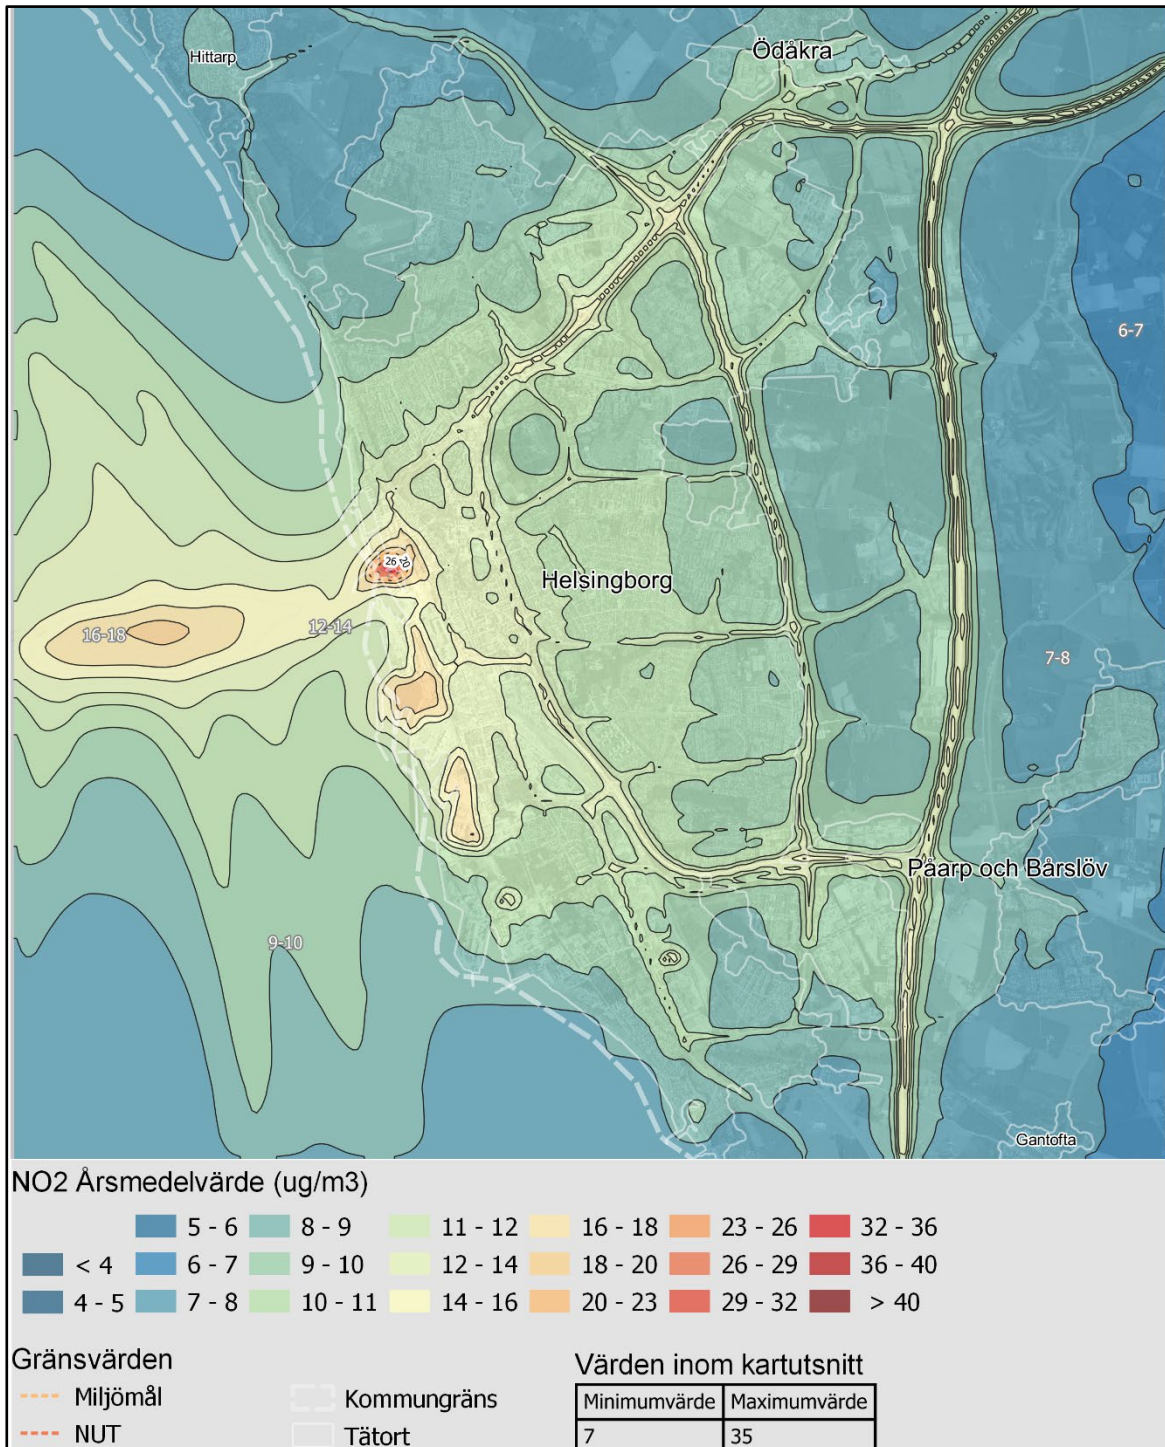 Hittarp
Ödåkra
6-7
26 20
Helsingborg
16-18
12-14
7-8
Påarp och Bårslöv
9-10
Gantofta
NO2 Årsmedelvärde (ug/m3)
5 - 6 8 - 9 11 - 12 16 - 18 23 - 26 32 - 36
< 4 6 - 7 9 - 10 12 - 14 18 - 20 26 - 29 36 - 40
4 - 5 7 - 8 10 - 11 14 - 16 20 - 23 29 - 32 > 40
Gränsvärden
Värden inom kartutsnitt
Miljömål Kommungräns Minimumvärde Maximumvärde
NUT Tätort 7 35